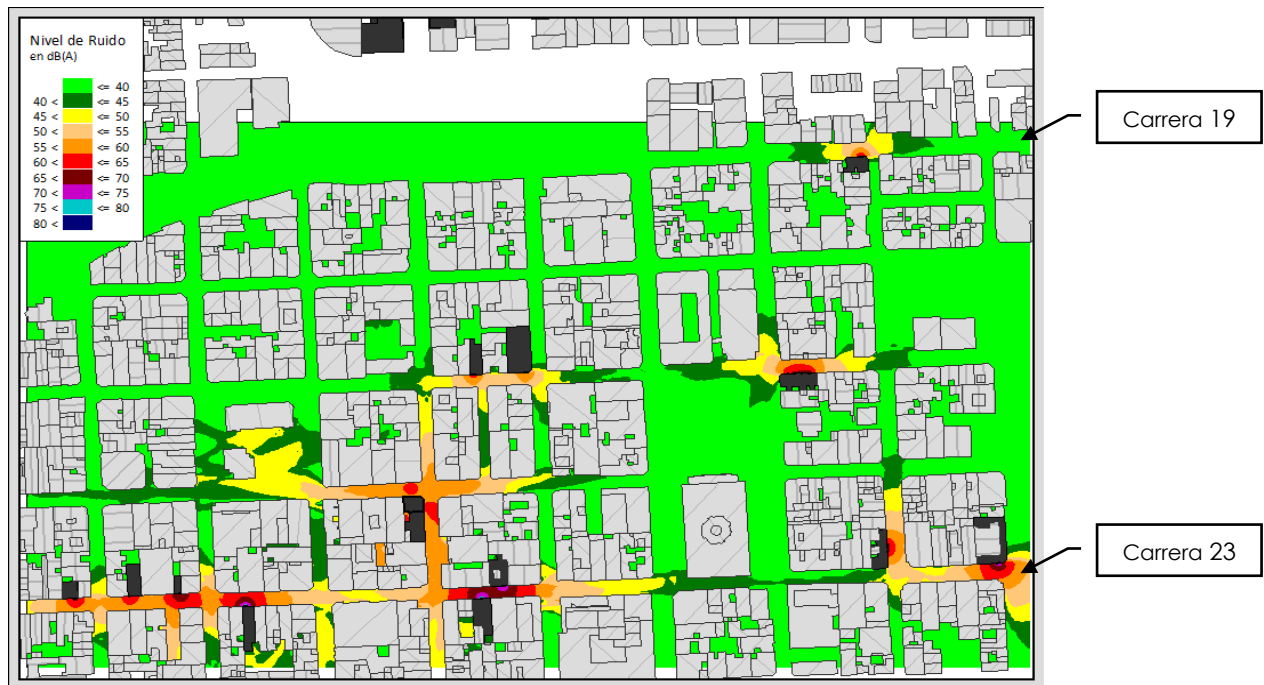 Nivel de Ruido
en dB(A)
<= 40
40 < <= 45
45 < <= 50
50 < <= 55
55 < <= 60
60 < <= 65
65 < <= 70
70 < <= 75
75 < <= 80
80 <
Carrera 19
Carrera 23